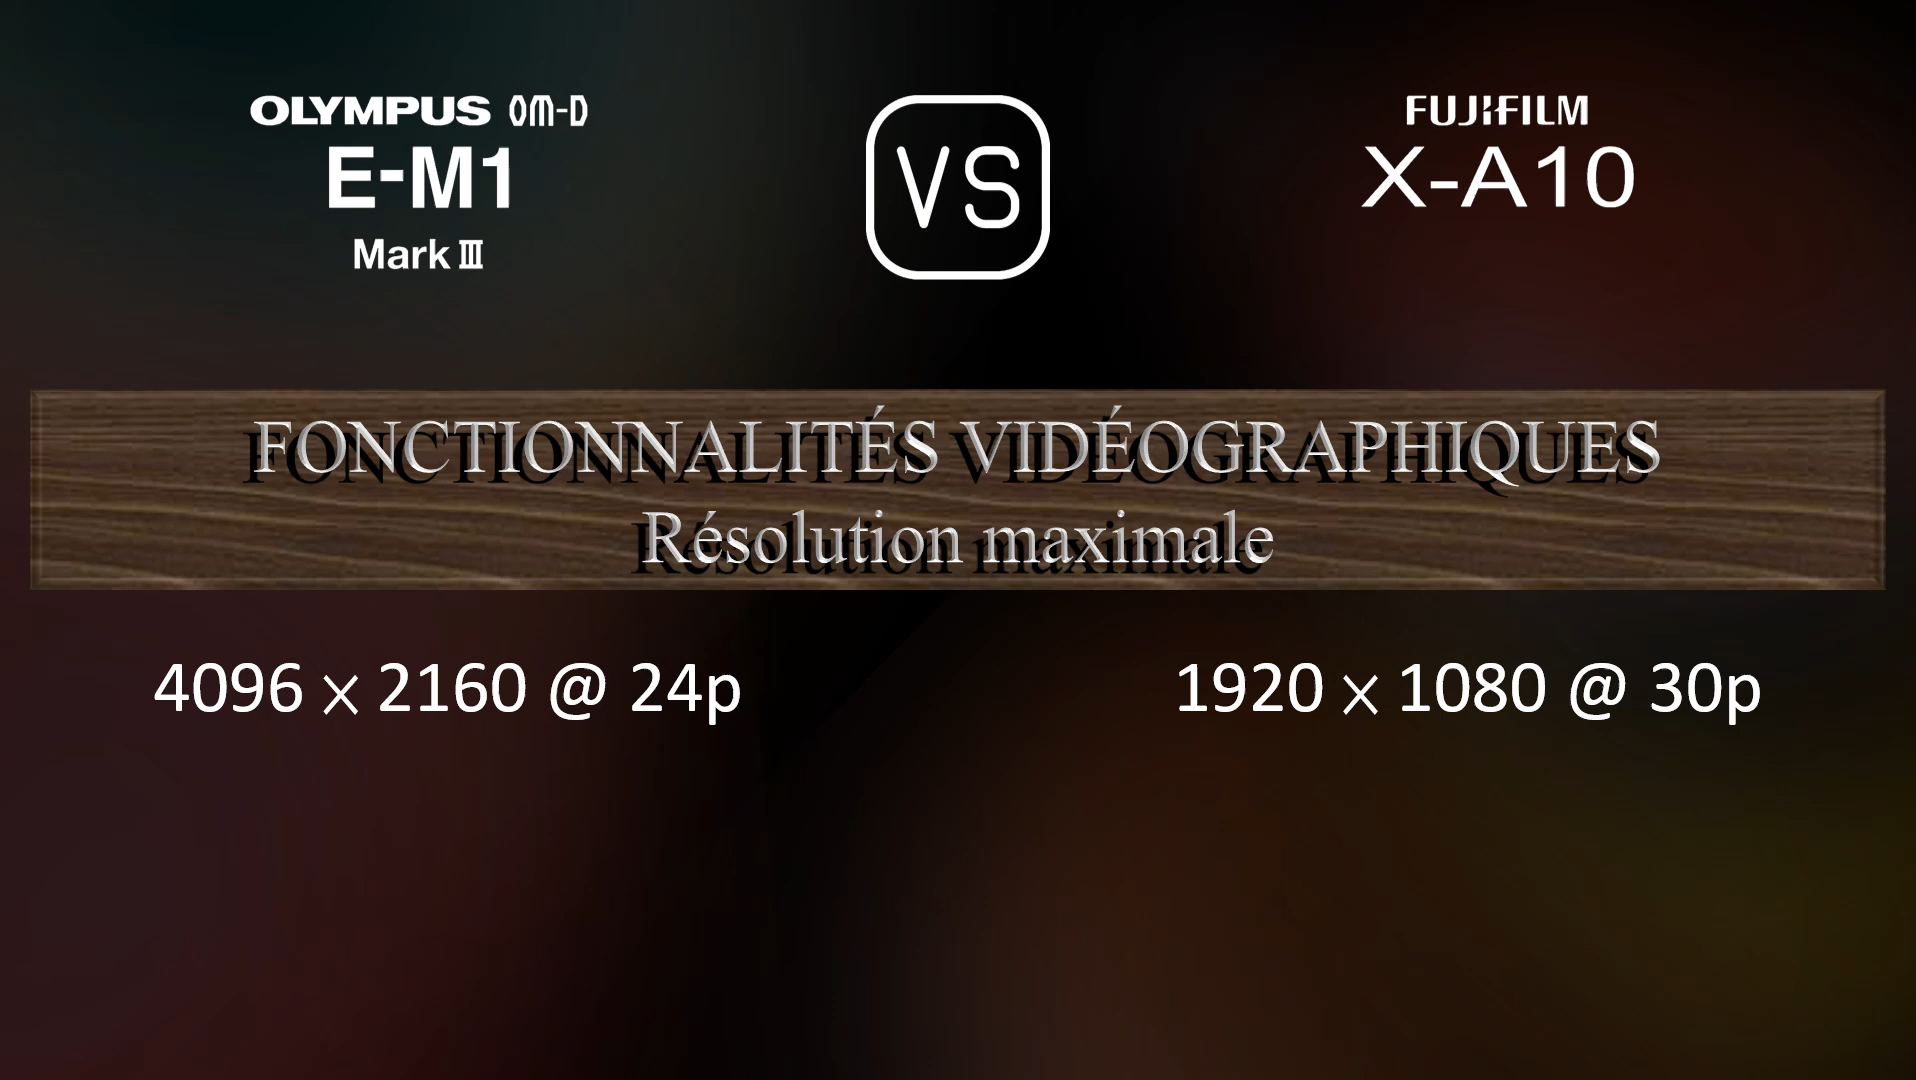 OLYMPUS OM-D
E-M1
Mark III
VS
FUJIFILM
X-A10
FONCTIONNALITÉS VIDÉOGRAPHIQUES
Résolution maximale
4096 x 2160 @ 24p
1920 x 1080 @ 30p